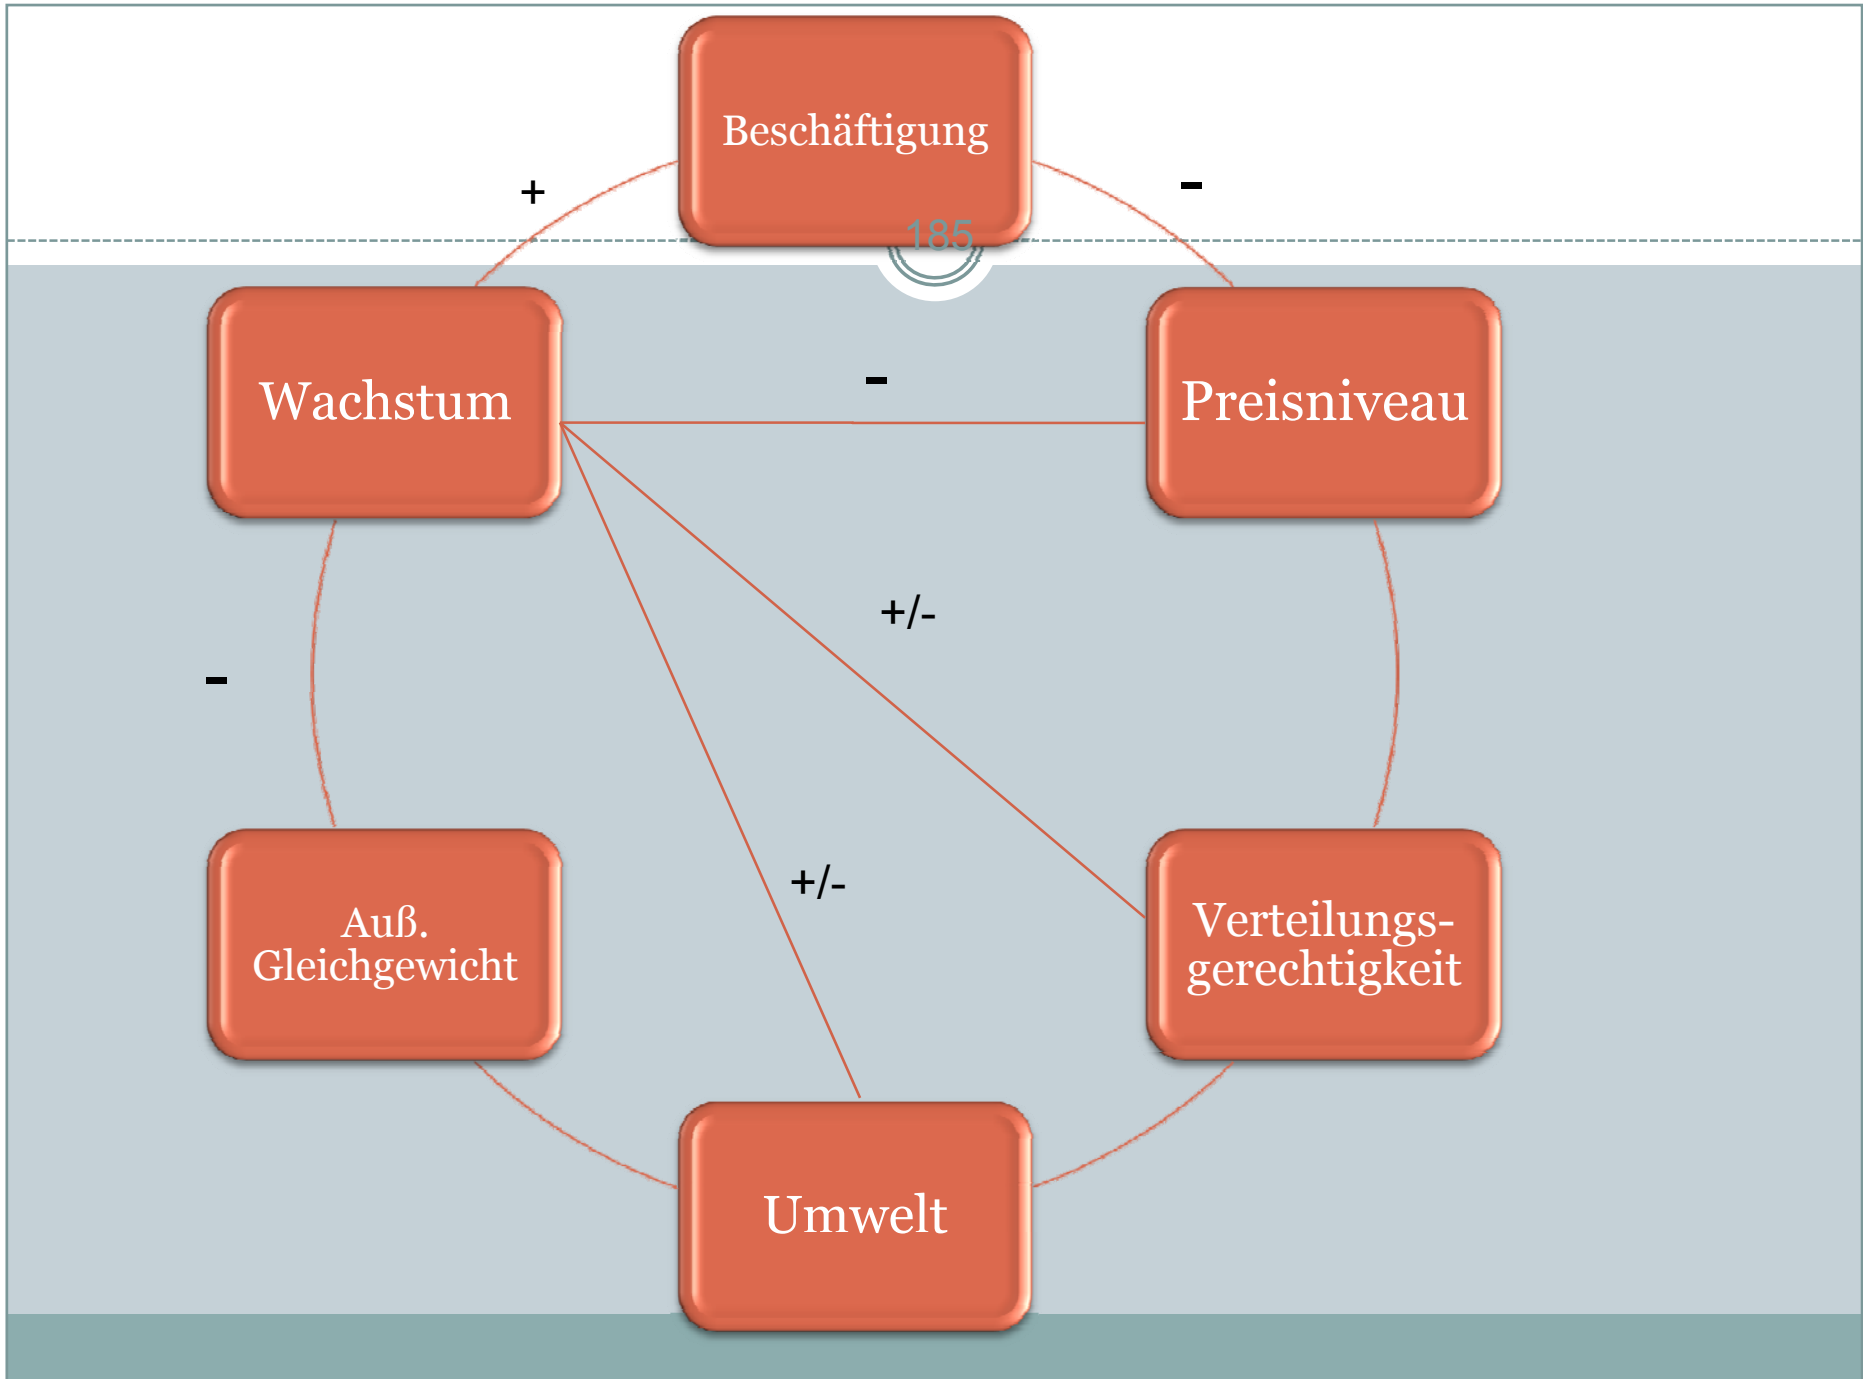 Beschäftigung
+
-
185
Wachstum
-
Preisniveau
+/-
-
+/-
Auß.
Gleichgewicht
Verteilungs-
gerechtigkeit
Umwelt